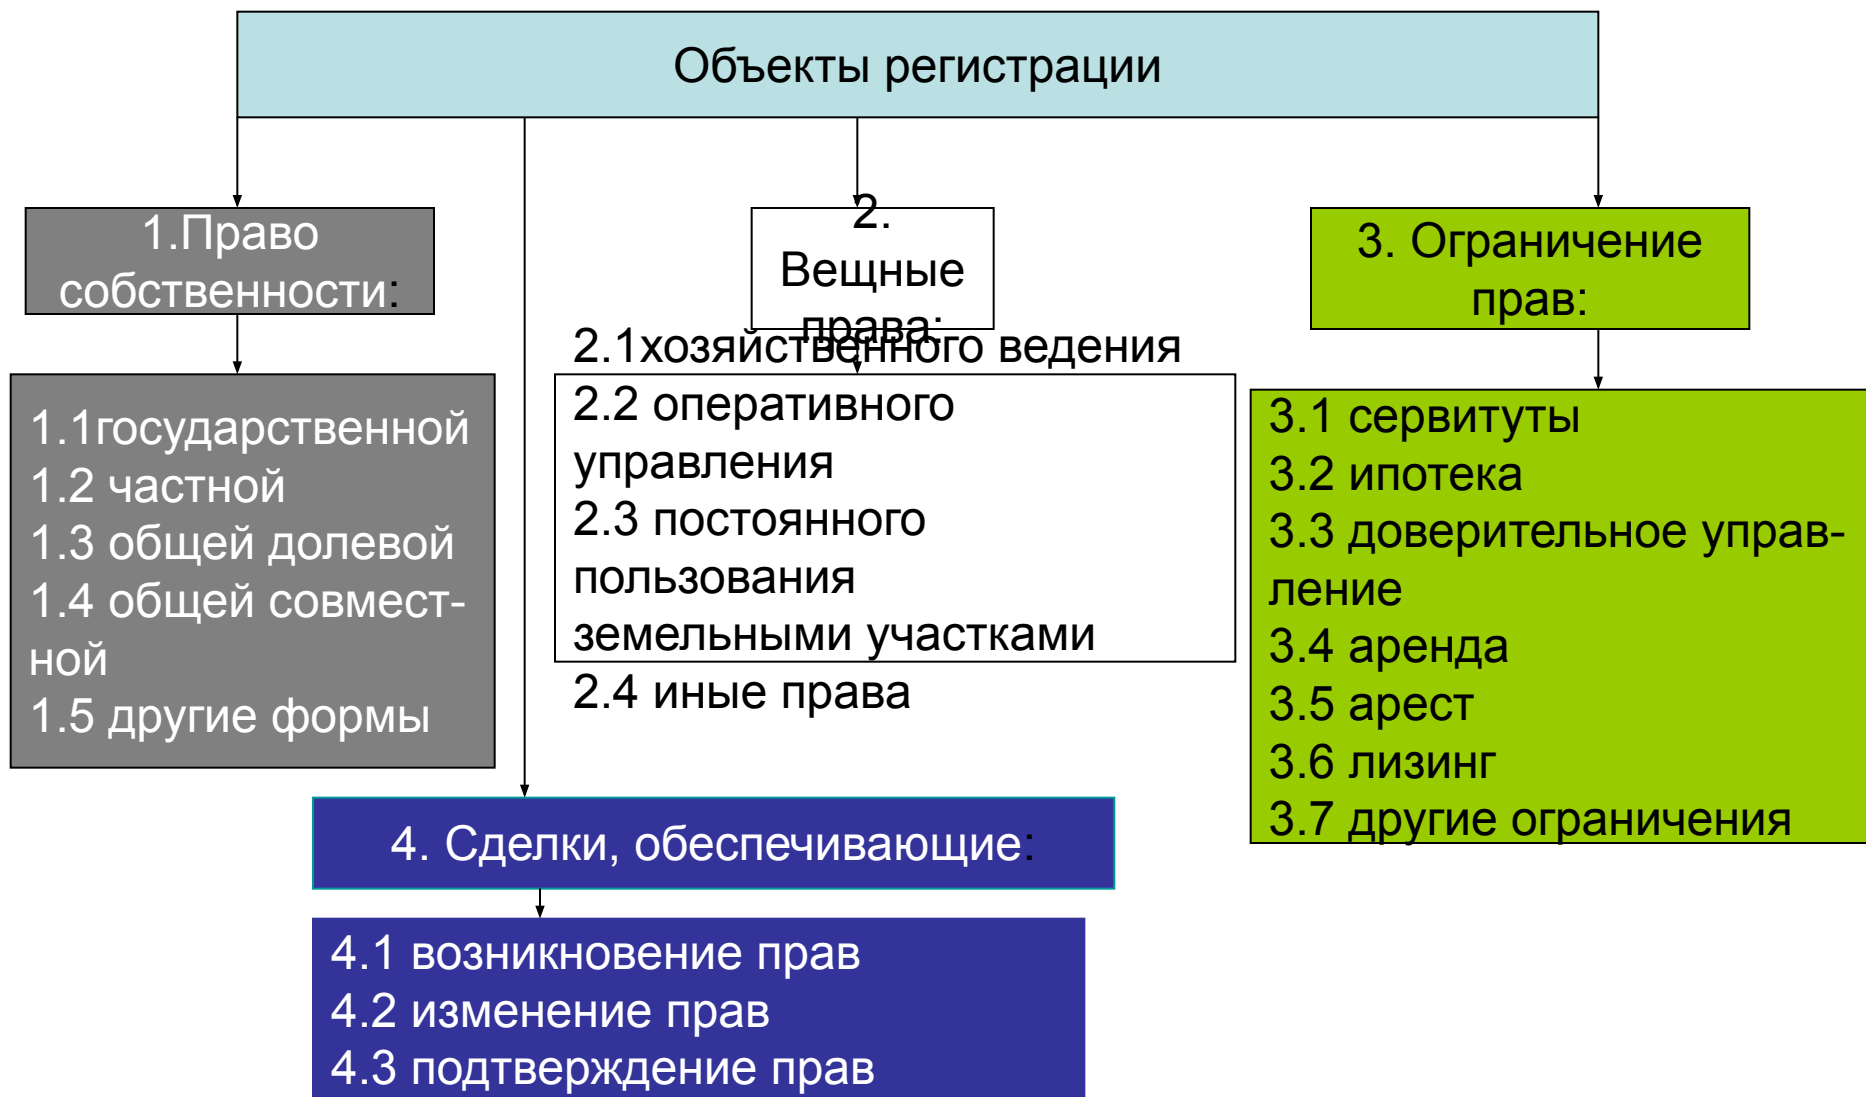 Объекты регистрации
1.Право
собственности:
1.1государственной
1.2 частной
1.3 общей долевой
1.4 общей совмест-
ной
1.5 другие формы
2.
Вещные
права:
2.1хозяйственного ведения
2.2 оперативного
управления
2.3 постоянного
пользования
земельными участками
2.4 иные права
3. Ограничение
прав:
3.1 сервитуты
3.2 ипотека
3.3 доверительное управ-
ление
3.4 аренда
3.5 арест
3.6 лизинг
3.7 другие ограничения
4. Сделки, обеспечивающие:
4.1 возникновение прав
4.2 изменение прав
4.3 подтверждение прав